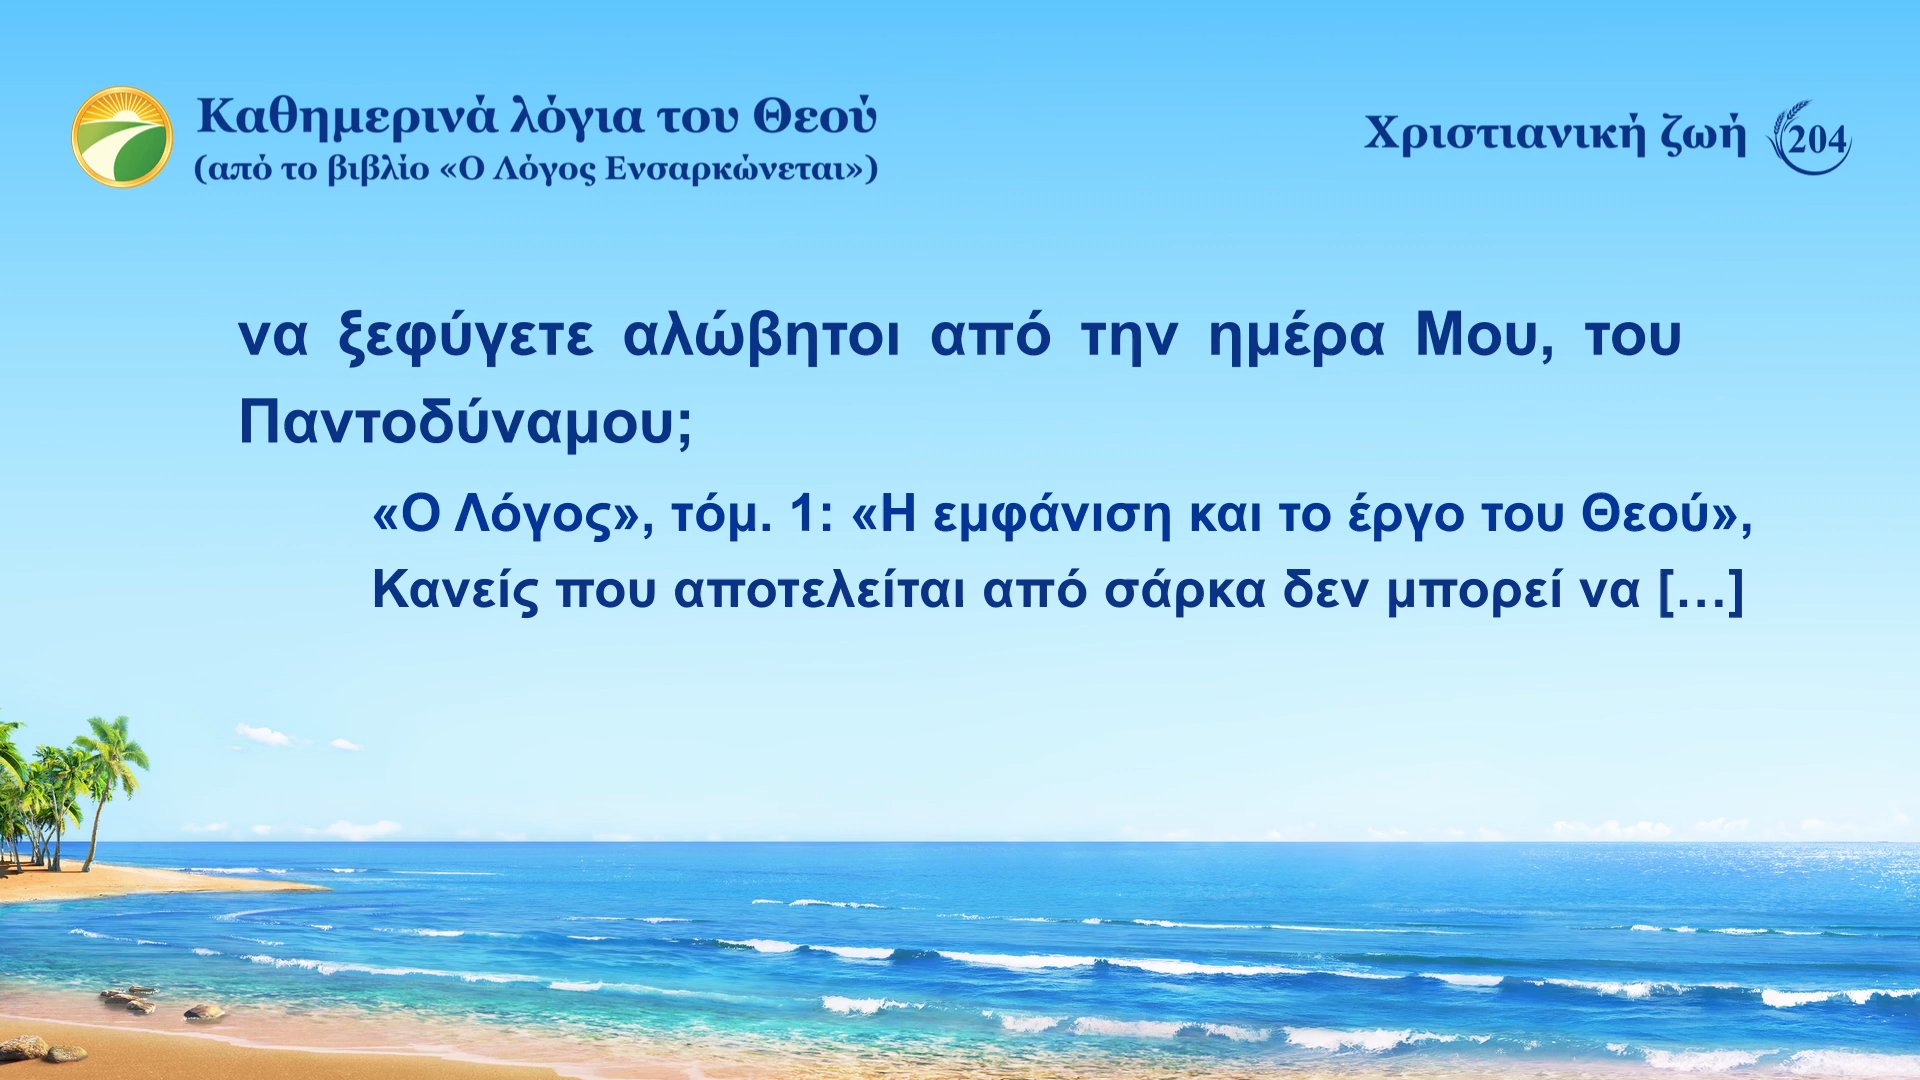 Καθημερινά λόγια του Θεού
(από το βιβλίο «Ο Λόγος Ενσαρκώνεται»)
Χριστιανική ζωή 204
να ξεφύγετε αλώβητοι από την ημέρα Μου, του
Παντοδύναμου;
«Ο Λόγος», τόμ. 1: «Η εμφάνιση και το έργο του Θεού»,
Κανείς που αποτελείται από σάρκα δεν μπορεί να […]